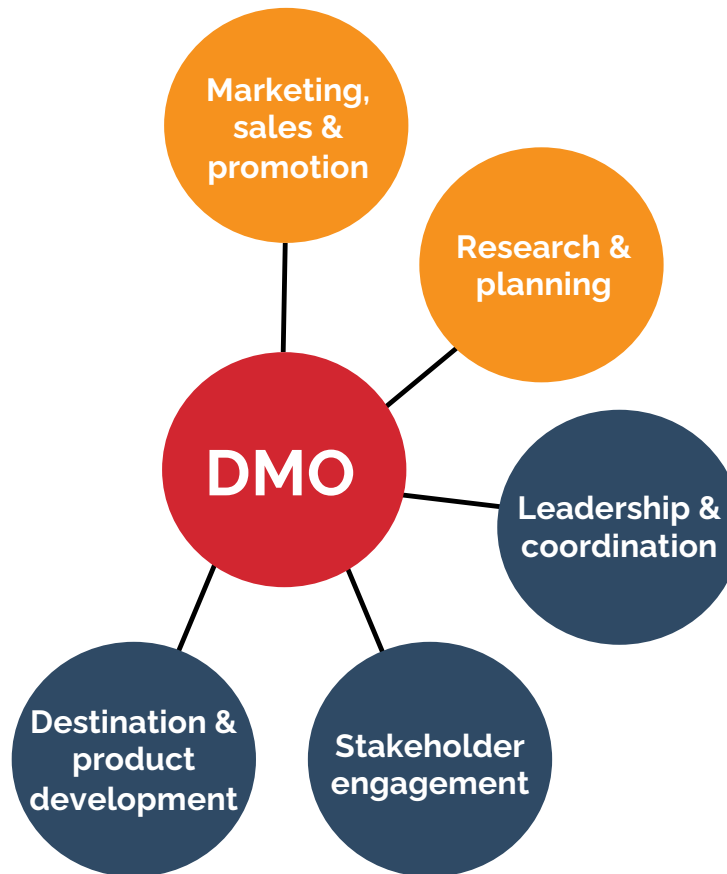 Marketing,
sales &
promotion
Research &
planning
DMO
Leadership &
coordination
Destination &
product
development
Stakeholder
engagement